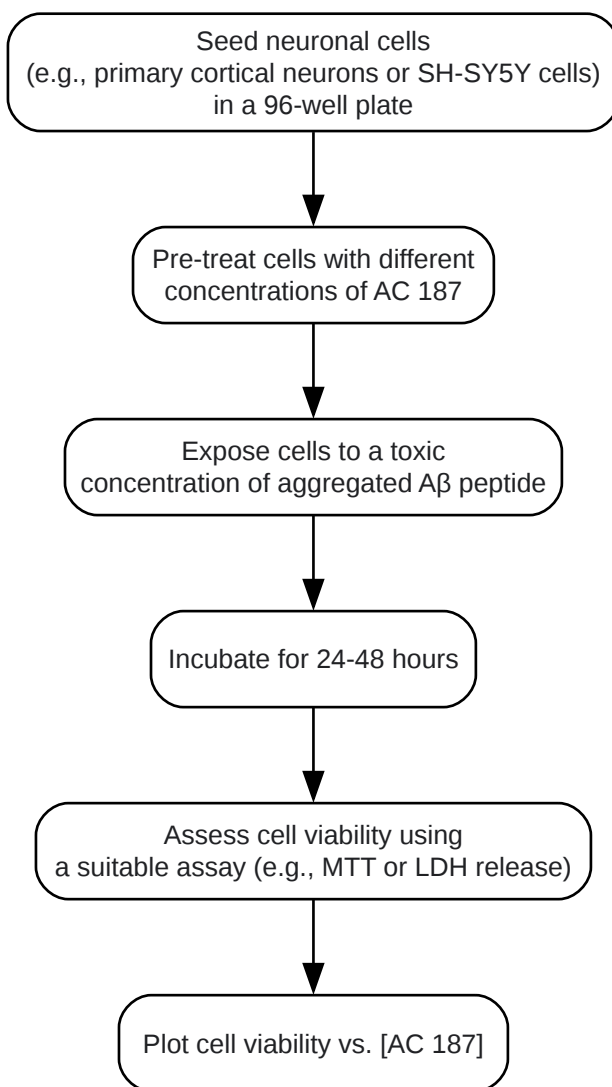 Seed neuronal cells
(e.g., primary cortical neurons or SH-SY5Y cells)
in a 96-well plate
Pre-treat cells with different
concentrations of AC 187
Expose cells to a toxic
concentration of aggregated Aβ peptide
Incubate for 24-48 hours
Assess cell viability using
a suitable assay (e.g., MTT or LDH release)
Plot cell viability vs. [AC 187]